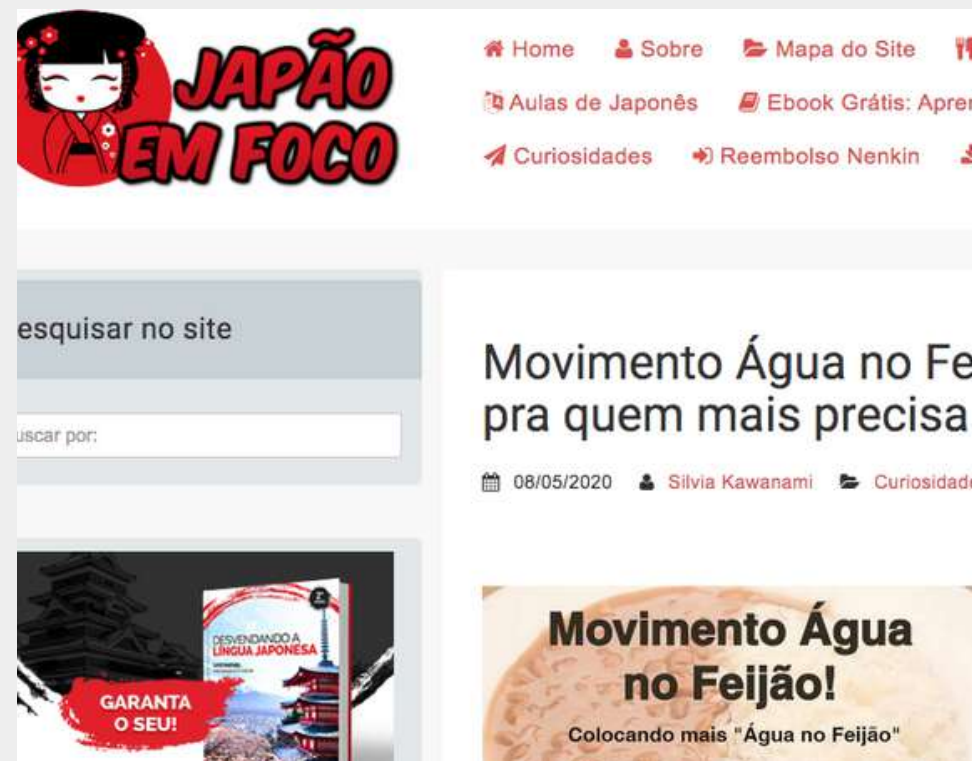 JAPÃO
EM FOCO
Home Sobre Mapa do Site
Aulas de Japonês Ebook Grátis: Apren
Curiosidades Reembolso Nenkin
esquisar no site
uscar por:
Movimento Água no Fe
pra quem mais precisa
08/05/2020 Silvia Kawanami Curiosidade
DESVENDANDO A
LÍNGUA JAPONESA
GARANTA
O SEU!
Movimento Água
no Feijão!
Colocando mais "Água no Feijão"